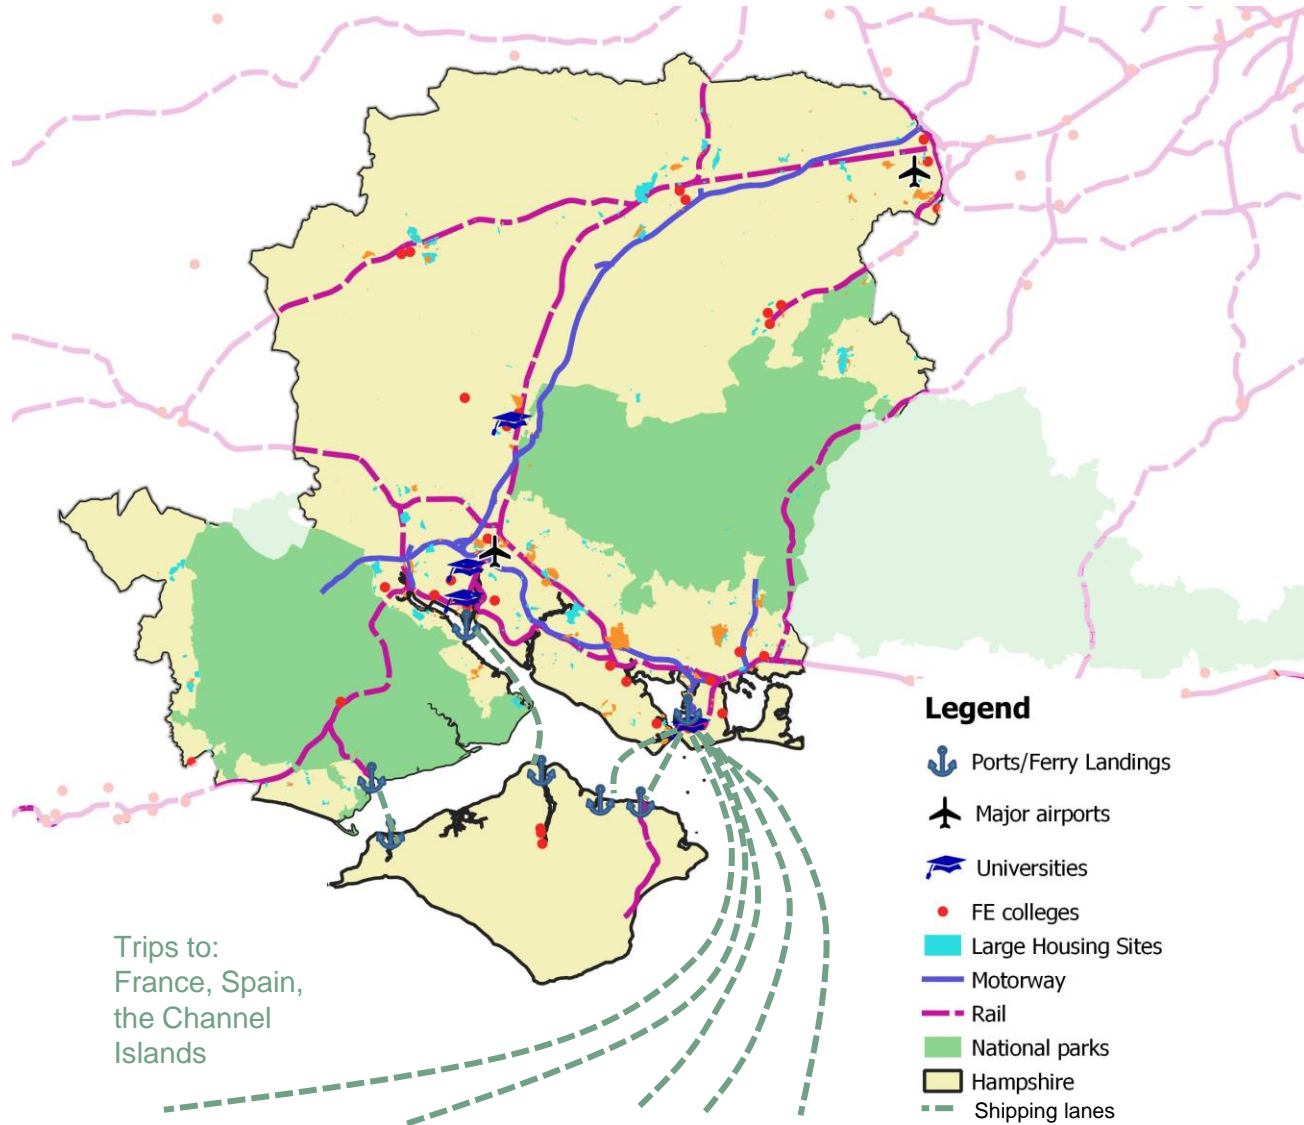 Legend
Ports/Ferry Landings
Major airports
Universities
FE colleges
Large Housing Sites
Motorway
Rail
National parks
Hampshire
Shipping lanes
Trips to:
France, Spain,
the Channel
Islands